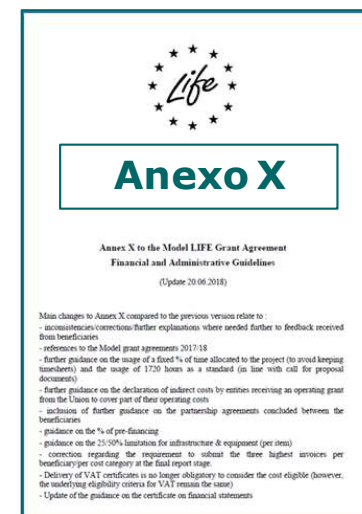 Life
Anexo X
Annex X to the Model LIFE Grant Agreement
Financial and Administrative Guidelines
(Update 20.06.2018)
Main changes to Annex X compared to the previous version relate to :
- inconsistencies/corrections/further explanations where needed further to feedback received
from beneficiaries
- references to the Model grant agreements 2017/18
- further guidance on the usage of a fixed % of time allocated to the project (to avoid keeping
timesheets) and the usage of 1720 hours as a standard (in line with call for proposal
documents)
- further guidance on the declaration of indirect costs by entities receiving an operating grant
from the Union to cover part of their operating costs
- inclusion of further guidance on the partnership agreements concluded between the
beneficiaries
- guidance on the % of pre-financing
- guidance on the 25/50% limitation for infrastructure & equipment (per item)
- correction regarding the requirement to submit the three highest invoices per
beneficiary/per cost category at the final report stage.
- Delivery of VAT certificates is no longer obligatory to consider the cost eligible (however,
the underlying eligibility criteria for VAT remain the same)
- Update of the guidance on the certificate on financial statements